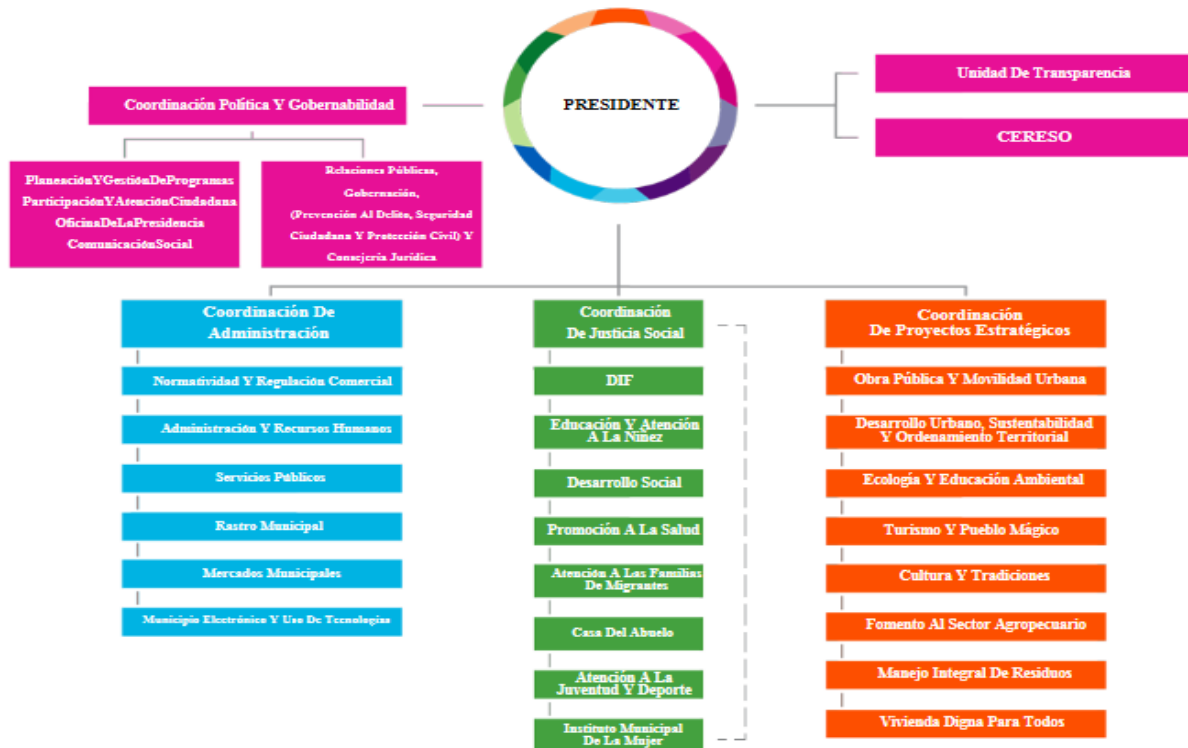 PRESIDENTE
Coordinación Política Y Gobernabilidad
PlaneaciónYGestiónDeProgramas
ParticipaciónYAtenciónCiudadana
OficinaDeLaPresidencia
ComunicaciónSocial
Relaciones Públicas,
Gobernación,
(Prevención Al Delito, Seguridad
Ciudadana Y Protección Civil) Y
Consejería Jurídica
Unidad De Transparencia
CERESO
Coordinación De
Administración
Normatividad Y Regulación Comercial
Administración Y Recursos Humanos
Servicios Públicos
Rastro Municipal
Mercados Municipales
Municipio Electrónico Y Uso De Tecnologías
Coordinación
De Justicia Social
DIF
Educación Y Atención
A La Niñez
Desarrollo Social
Promoción A La Salud
Atención A Las Familias
De Migrantes
Casa Del Abuelo
Atención A La
Juventud Y Deporte
Instituto Municipal
De La Mujer
Coordinación
De Proyectos Estratégicos
Obra Pública Y Movilidad Urbana
Desarrollo Urbano, Sustentabilidad
Y Ordenamiento Territorial
Ecología Y Educación Ambiental
Turismo Y Pueblo Mágico
Cultura Y Tradiciones
Fomento Al Sector Agropecuario
Manejo Integral De Residuos
Vivienda Digna Para Todos